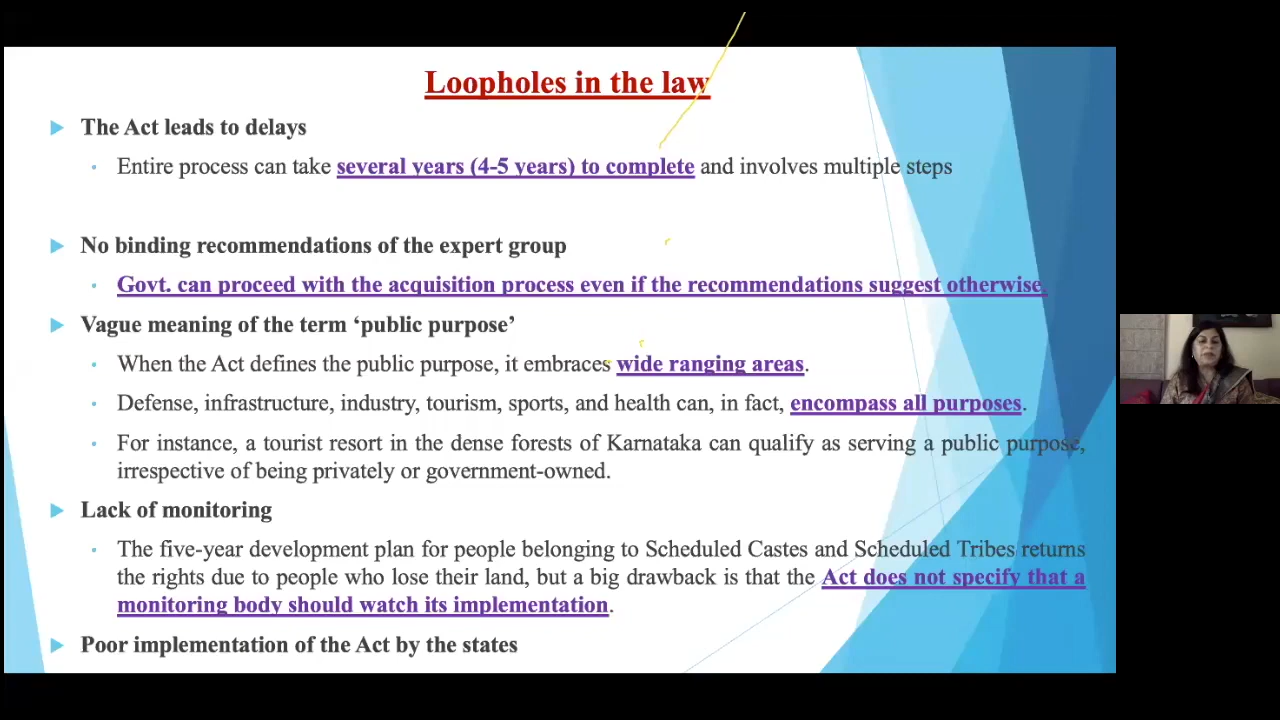 Loopholes in the law
The Act leads to delays
Entire process can take several years (4-5 years) to complete and involves multiple steps
No binding recommendations of the expert group
Govt. can proceed with the acquisition process even if the recommendations suggest otherwise.
Vague meaning of the term ‘public purpose’
When the Act defines the public purpose, it embraces wide ranging areas.
Defense, infrastructure, industry, tourism, sports, and health can, in fact, encompass all purposes.
For instance, a tourist resort in the dense forests of Karnataka can qualify as serving a public purpose,
irrespective of being privately or government-owned.
Lack of monitoring
The five-year development plan for people belonging to Scheduled Castes and Scheduled Tribes returns
the rights due to people who lose their land, but a big drawback is that the Act does not specify that a
monitoring body should watch its implementation.
Poor implementation of the Act by the states